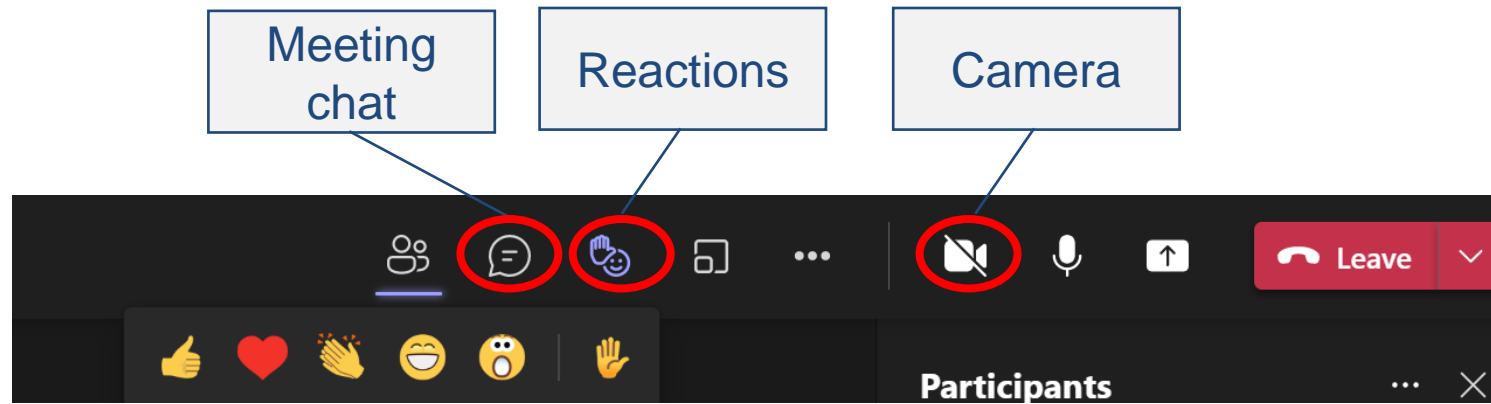 Meeting
chat
Reactions
Camera
Leave
Participants